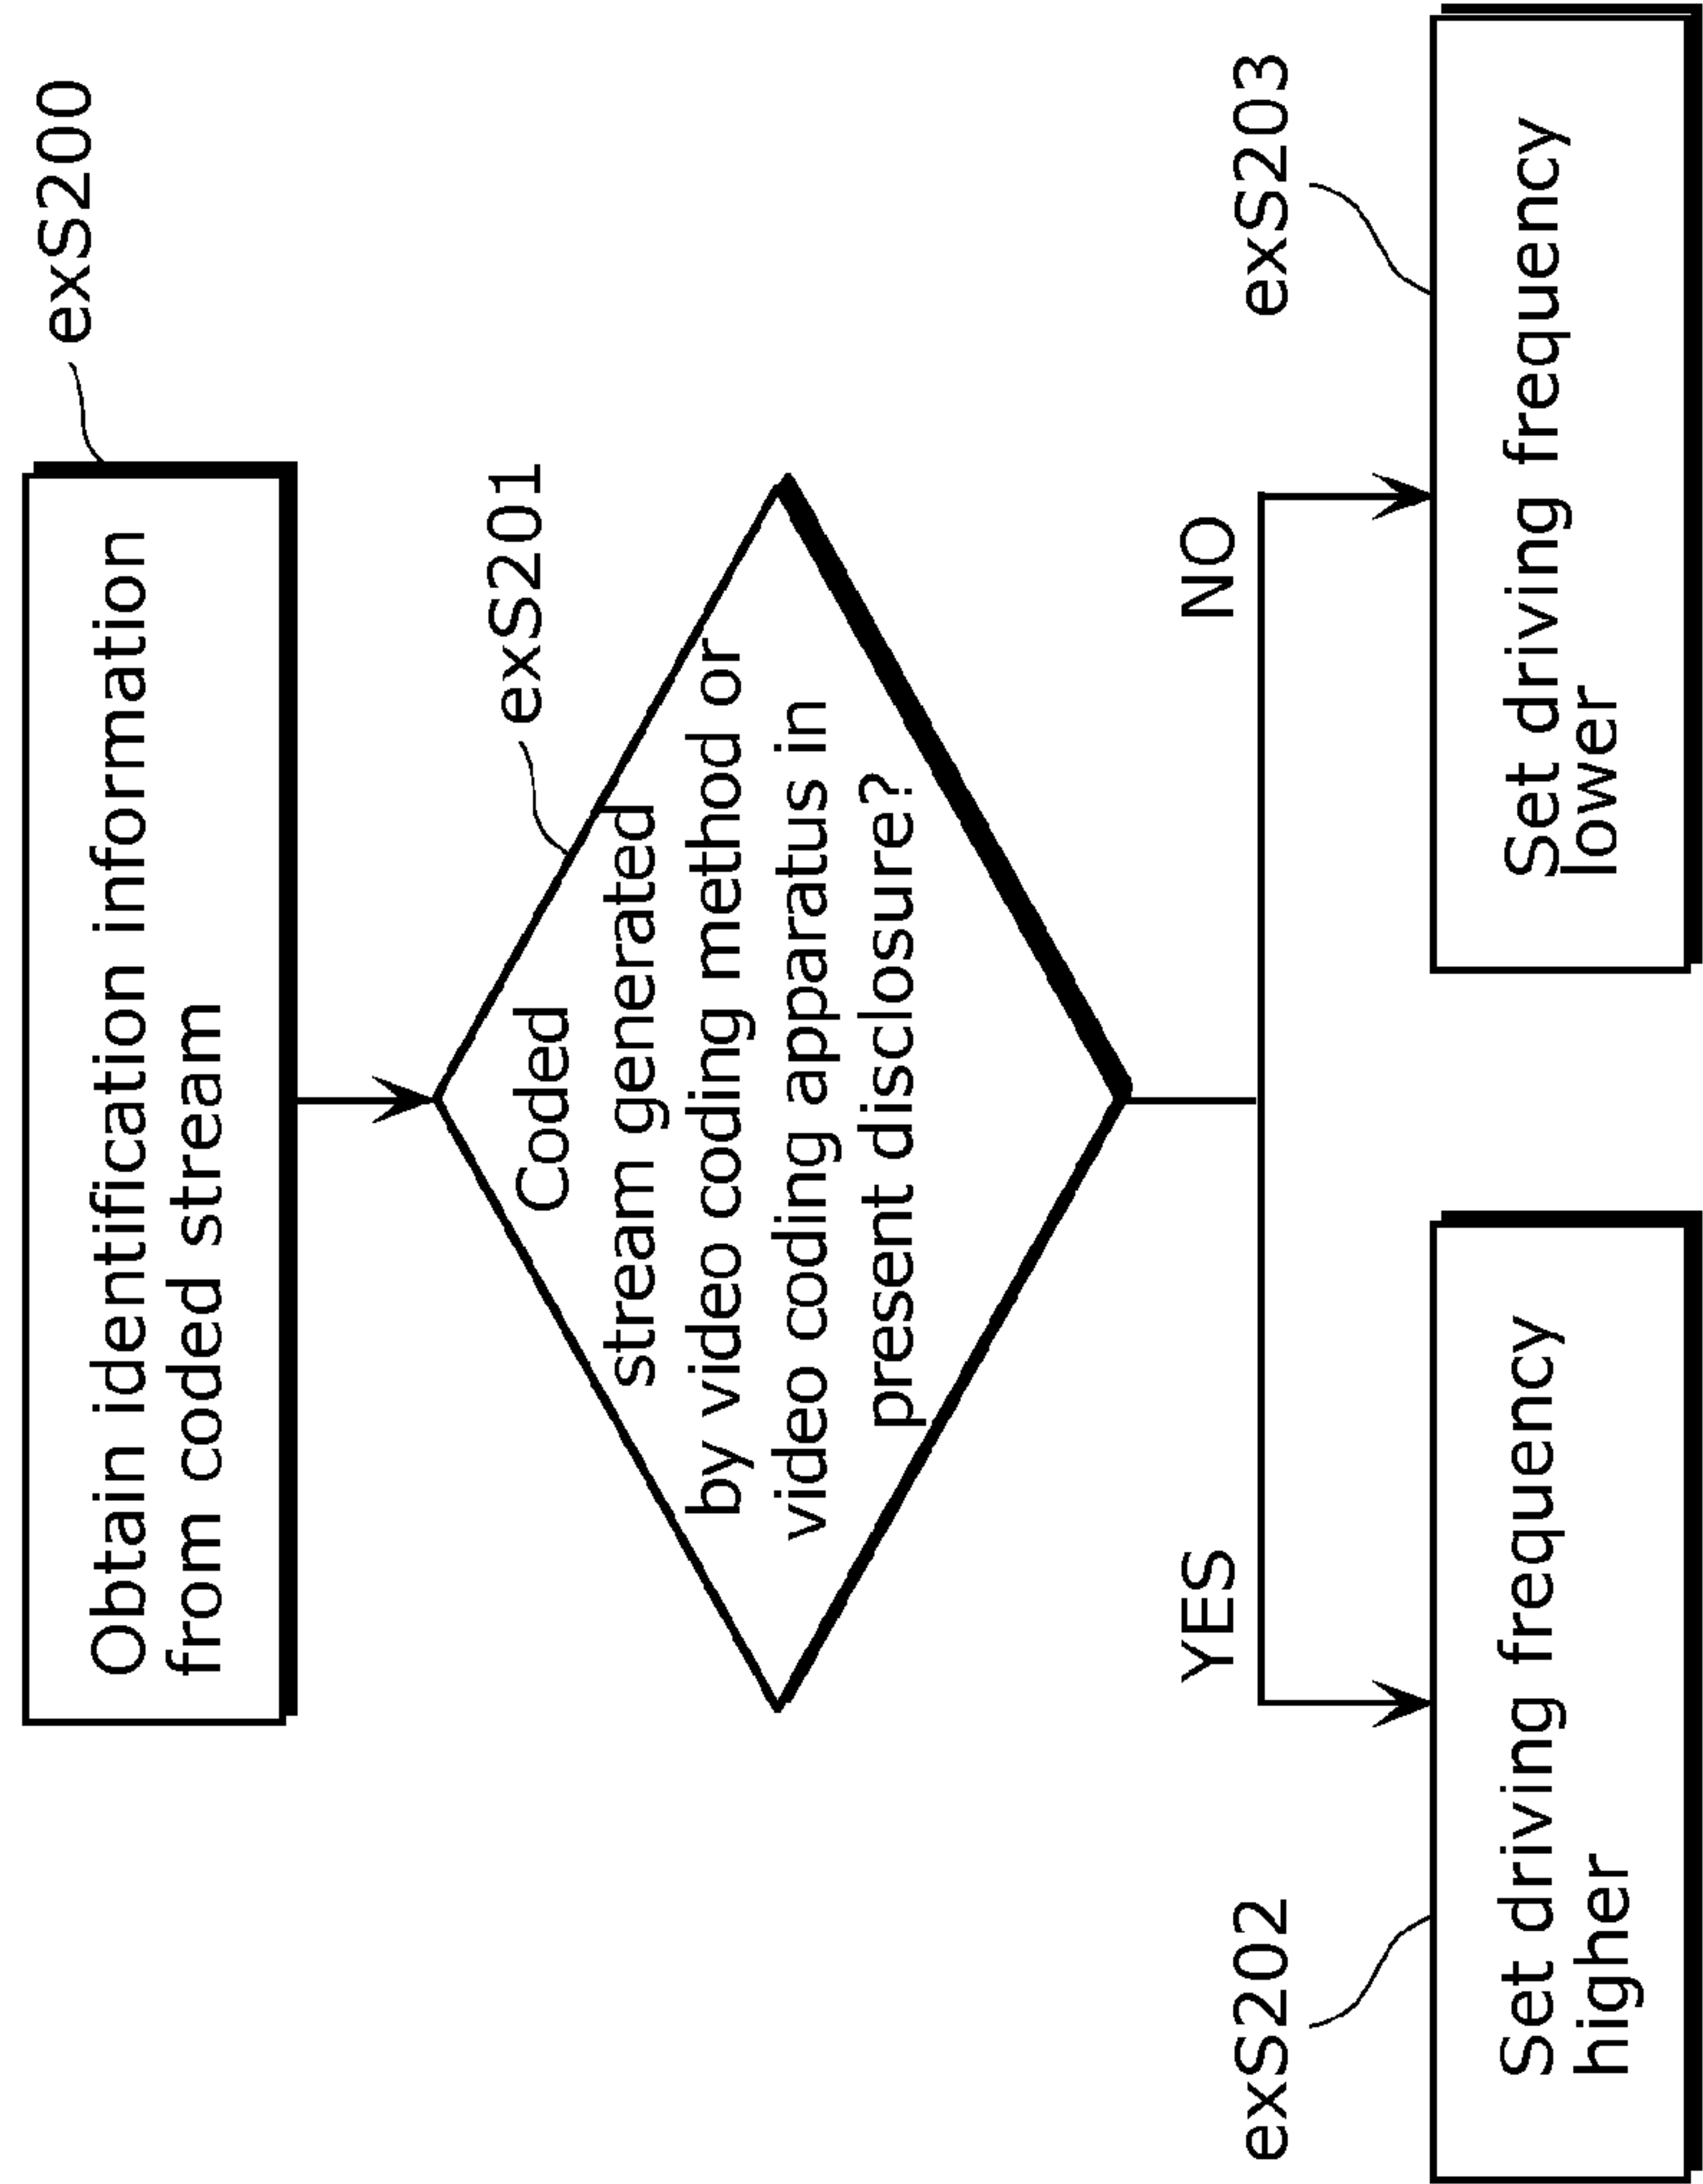 exS200
Obtain identification information
from coded stream
exS201
Coded
stream generated
by video coding method or
video coding apparatus in
present disclosure?
YES
NO
exS202
exS203
Set driving frequency
higher
Set driving frequency
lower